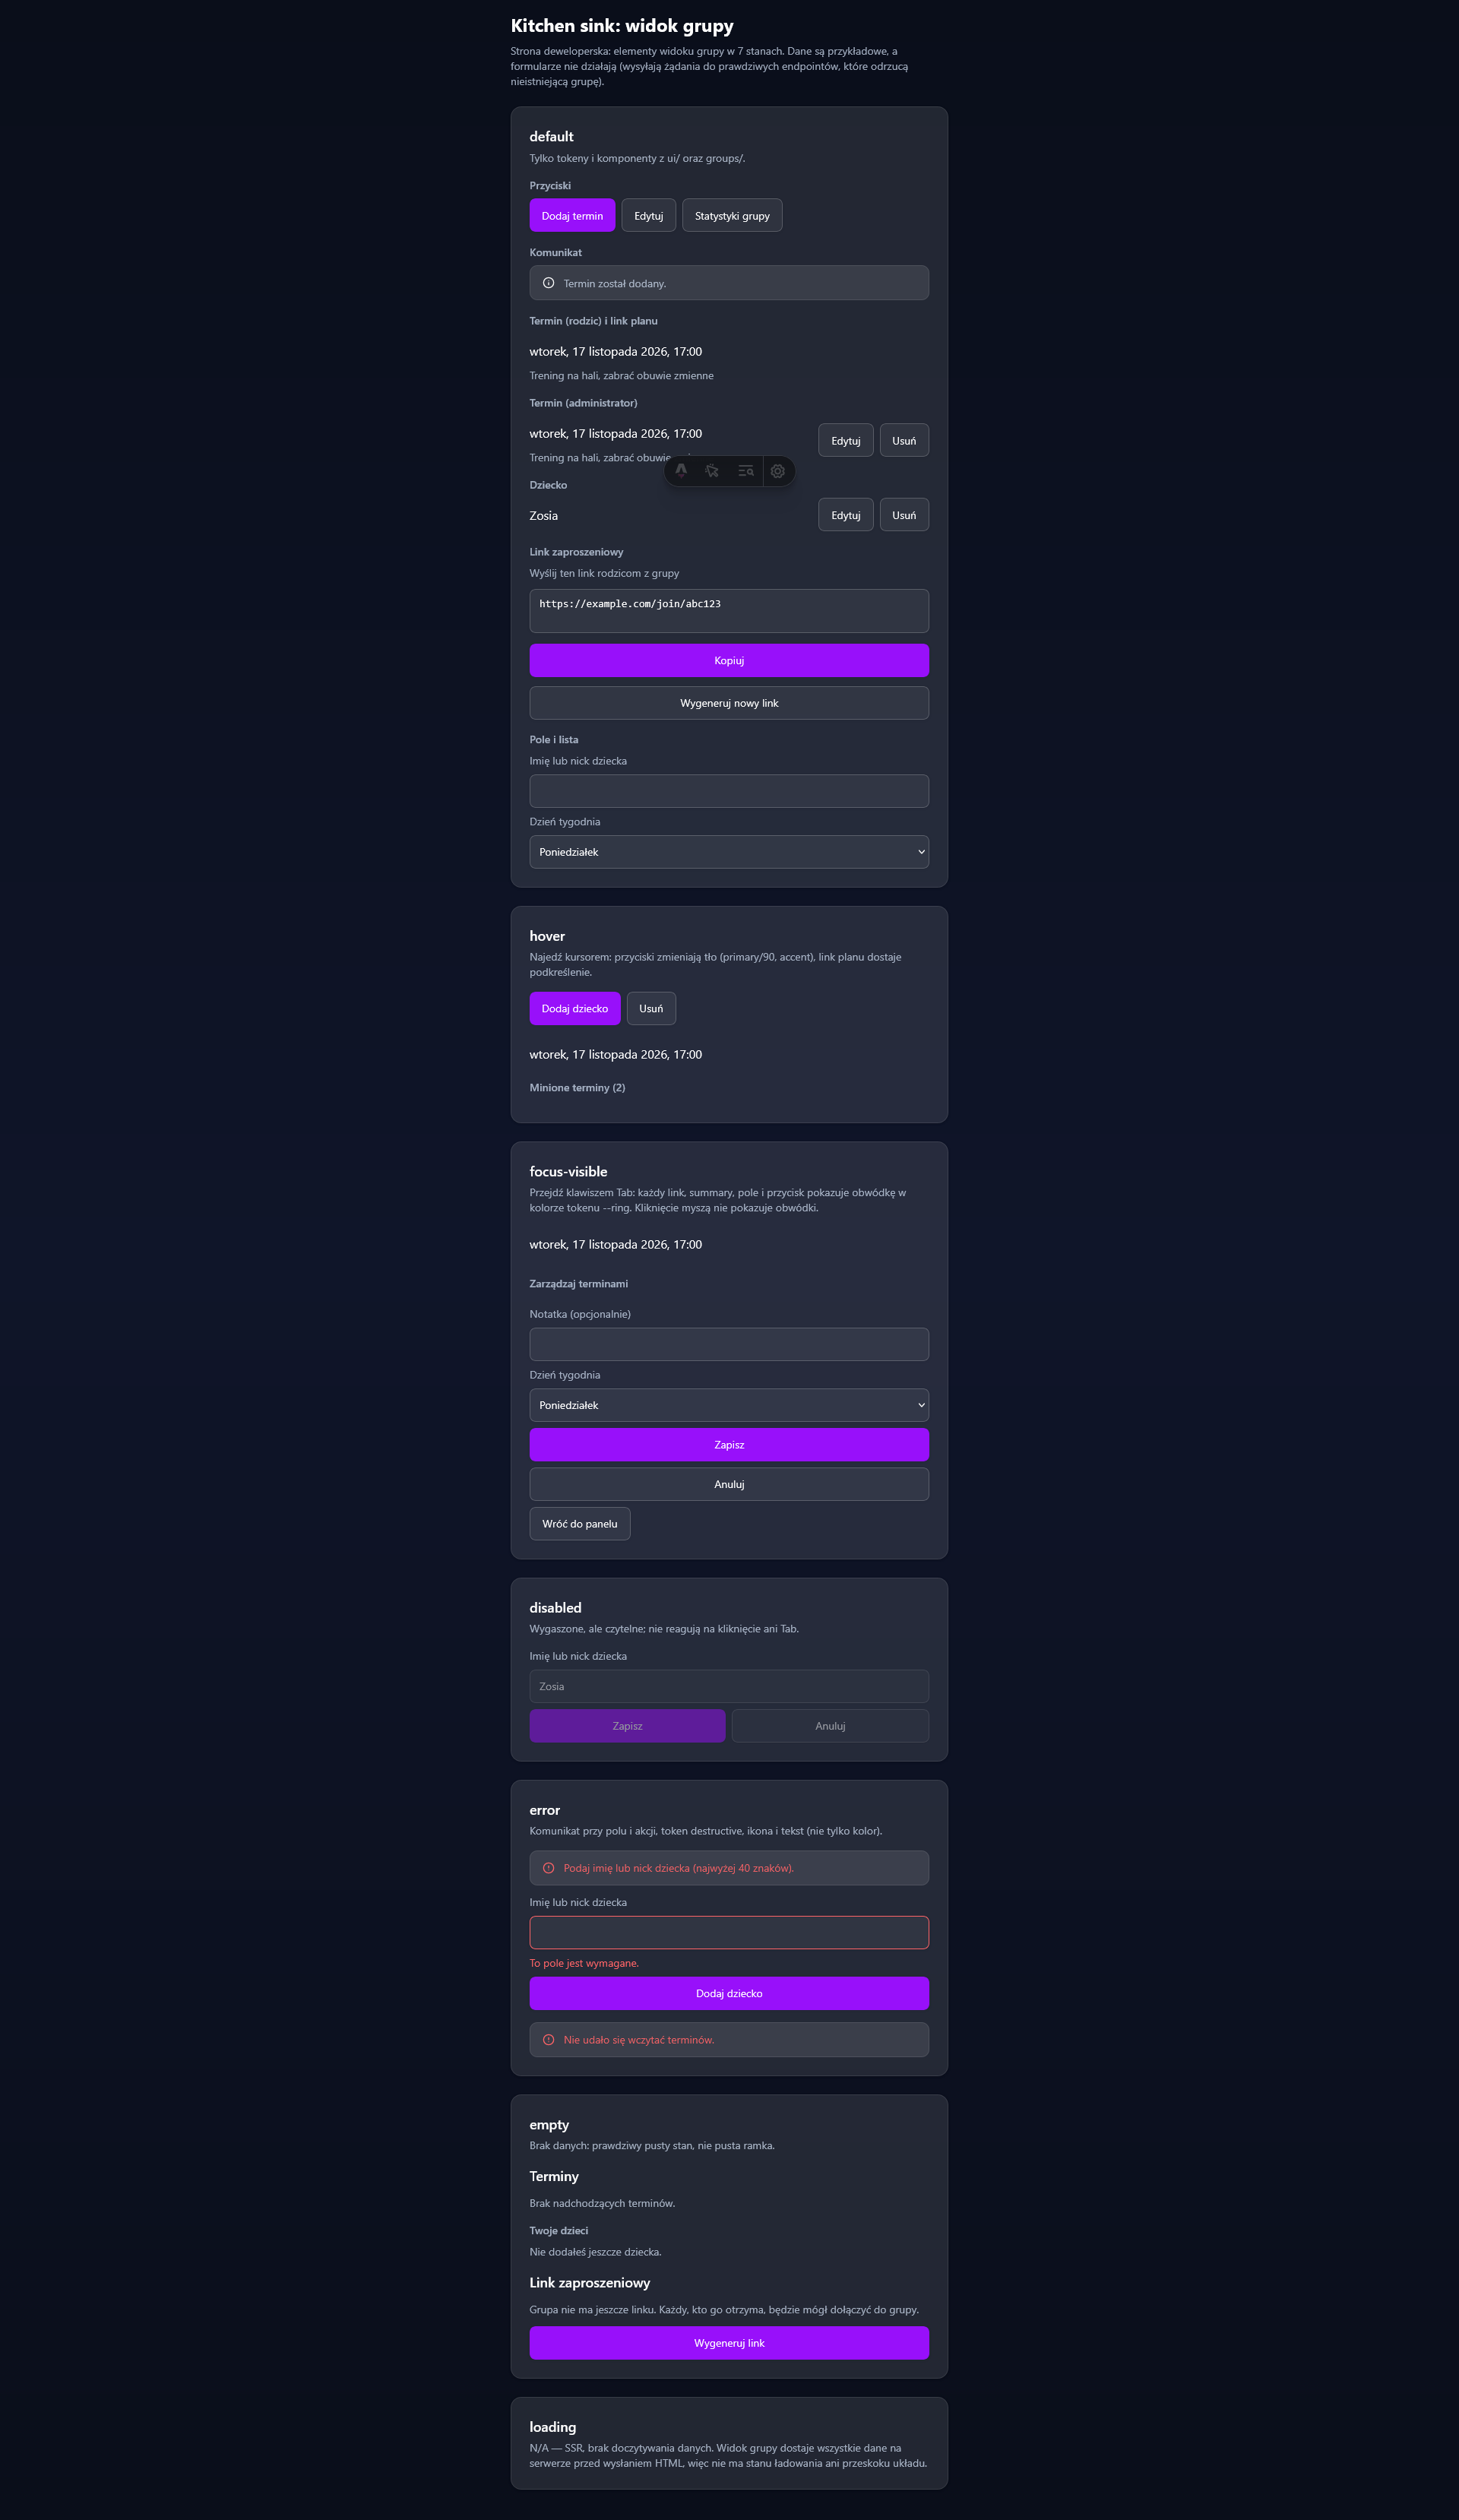 Kitchen sink: widok grupy
Strona deweloperska: elementy widoku grupy w 7 stanach. Dane są przykładowe, a
formularze nie działają (wysyłają żądania do prawdziwych endpointów, które odrzucą
nieistniejącą grupę).
default
Tylko tokeny i komponenty z ui/ oraz groups/.
Przyciski
Dodaj termin Edytuj Statystyki grupy
Komunikat
Termin został dodany.
Termin (rodzic) i link planu
wtorek, 17 listopada 2026, 17:00
Trening na hali, zabrać obuwie zmienne
Termin (administrator)
wtorek, 17 listopada 2026, 17:00
Edytuj Usuń
Trening na hali, zabrać obuwie
Dziecko
Zosia Edytuj Usuń
Link zaproszeniowy
Wyślij ten link rodzicom z grupy
https://example.com/join/abc123
Kopiuj
Wygeneruj nowy link
Pole i lista
Imię lub nick dziecka
Dzień tygodnia
Poniedziałek
hover
Najedź kursorem: przyciski zmieniają tło (primary/90, accent), link planu dostaje
podkreślenie.
Dodaj dziecko Usuń
wtorek, 17 listopada 2026, 17:00
Minione terminy (2)
focus-visible
Przejdź klawiszem Tab: każdy link, summary, pole i przycisk pokazuje obwódkę w
kolorze tokenu --ring. Kliknięcie myszą nie pokazuje obwódki.
wtorek, 17 listopada 2026, 17:00
Zarządzaj terminami
Notatka (opcjonalnie)
Dzień tygodnia
Poniedziałek
Zapisz
Anuluj
Wróć do panelu
disabled
Wygaszone, ale czytelne; nie reagują na kliknięcie ani Tab.
Imię lub nick dziecka
Zosia
Zapisz Anuluj
error
Komunikat przy polu i akcji, token destructive, ikona i tekst (nie tylko kolor).
Podaj imię lub nick dziecka (najwyżej 40 znaków).
Imię lub nick dziecka
To pole jest wymagane.
Dodaj dziecko
Nie udało się wczytać terminów.
empty
Brak danych: prawdziwy pusty stan, nie pusta ramka.
Terminy
Brak nadchodzących terminów.
Twoje dzieci
Nie dodałeś jeszcze dziecka.
Link zaproszeniowy
Grupa nie ma jeszcze linku. Każdy, kto go otrzyma, będzie mógł dołączyć do grupy.
Wygeneruj link
loading
N/A — SSR, brak doczytywania danych. Widok grupy dostaje wszystkie dane na
serwerze przed wysłaniem HTML, więc nie ma stanu ładowania ani przeskoku układu.